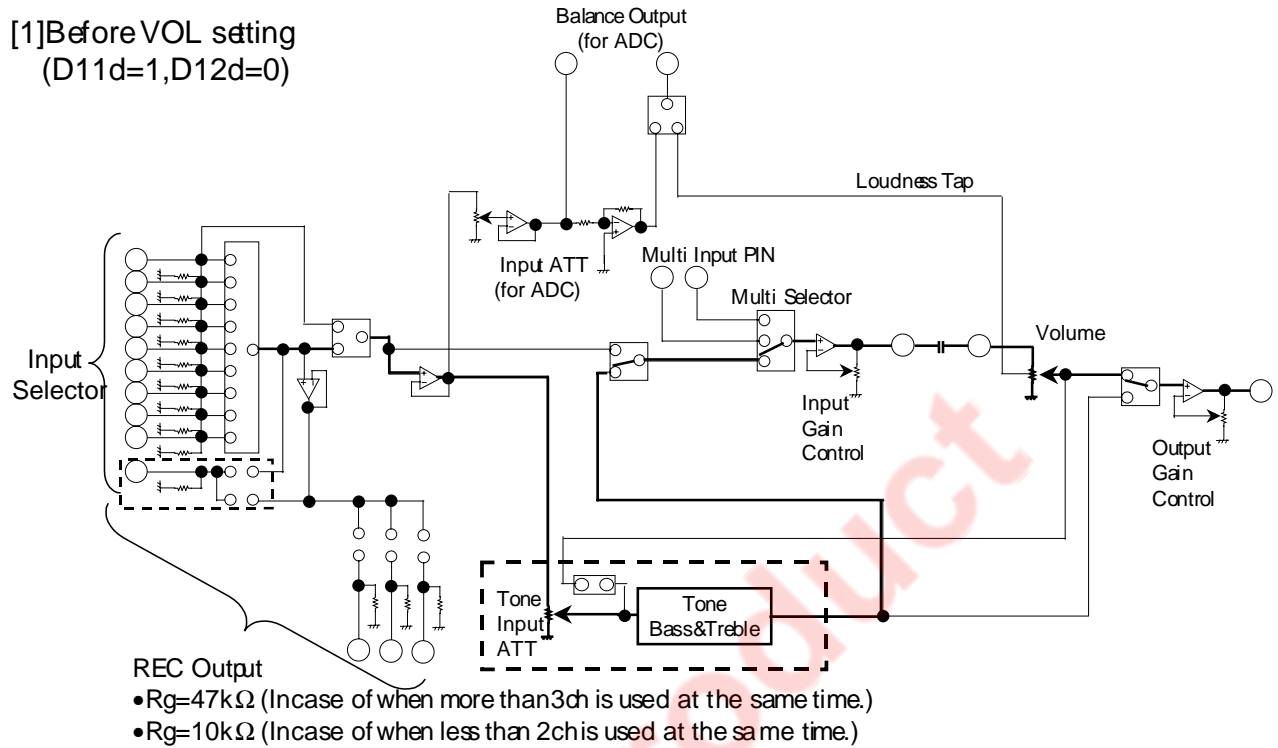 [1]Before VOL setting
(D11d=1,D12d=0)
Balance Output
(for ADC)
Loudness Tap
Input ATT
(for ADC)
Multi Input PIN
Multi Selector
Volume
Input
Selector
Input
Gain
Control
Output
Gain
Control
Tone
Input
ATT
Tone
Bass&Treble
REC Output
•Rg=47kΩ (Incase of when more than3ch is used at the same time.)
•Rg=10kΩ (Incase of when less than 2ch is used at the same time.)
roduct